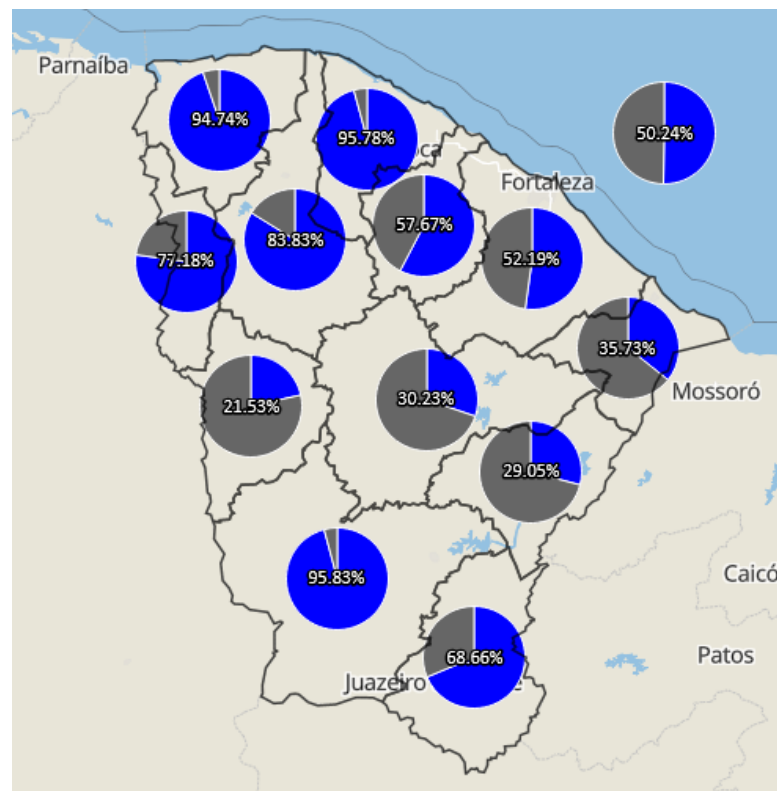 Parnaíba
94.74%
95.78%
50.24%
Fortaleza
57.67%
83.83%
52.19%
77.18%
35.73%
Mossoró
30.23%
21.53%
29.05%
Caicó
95.83%
Patos
68.66%
Juazeiro